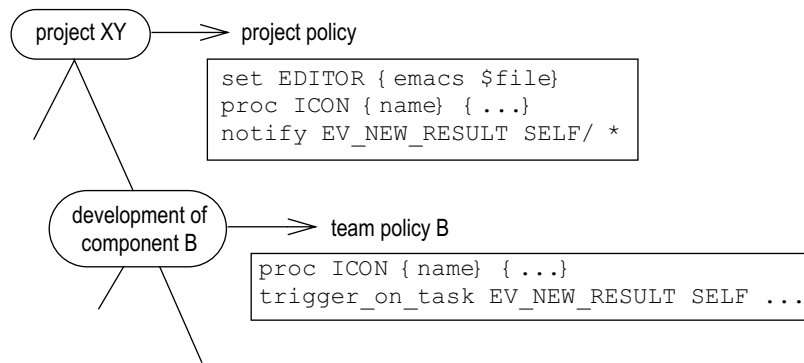 project XY
project policy
set EDITOR { emacs $file}
proc ICON { name} { ...}
notify EV_NEW_RESULT SELF/ *
development of
component B
team policy B
proc ICON { name} { ...}
trigger_on_task EV_NEW_RESULT SELF ...